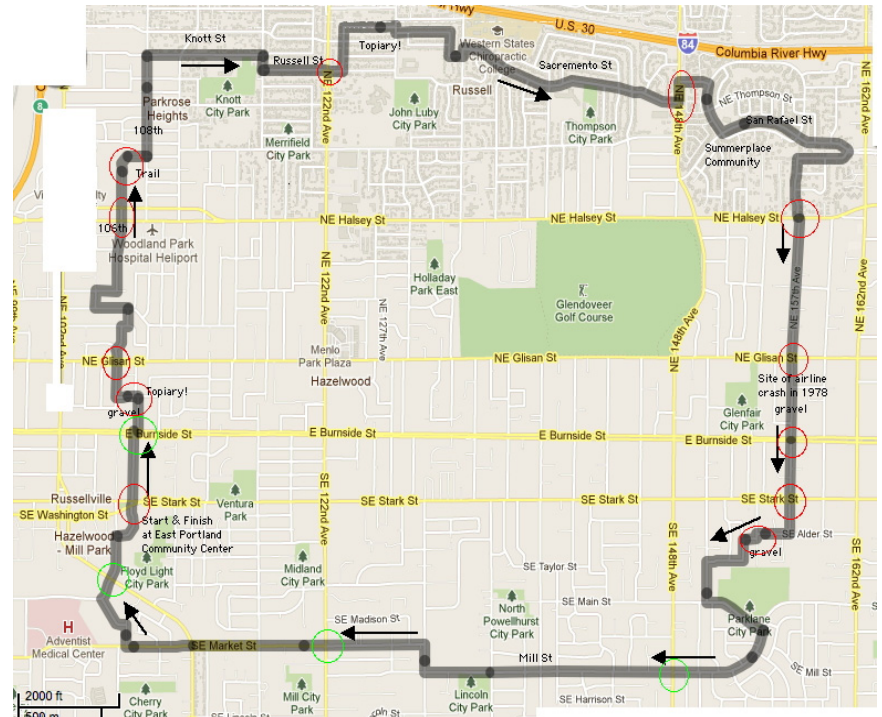 Hwy
U.S. 30
Knott St
Topiary!
Western States
Chiropractic
College
84
Columbia River Hwy
Russell St
Sacremento St
8
Parkrose
Heights
Knott
City Park
NE 122nd Ave
Russell
John Luby
City Park
NE 148th Ave
NE Thompson St
NE 162nd Ave
108th
Merrifield
City Park
Thompson
City Park
San Rafael St
Summerplace
Community
Trail
NE Halsey St
NE Halsey St
NE Halsey St
106th
Woodland Park
Hospital Heliport
Holladay
Park East
Glendoveer
Golf Course
NE 122nd Ave
NE 127th Ave
NE 148th Ave
NE 157th Ave
NE 162nd Ave
NE 102nd Ave
Menlo
Park Plaza
NE Glisan St
NE Glisan St
NE Glisan St
Hazelwood
Topiary!
gravel
Site of airline
crash in 1978
gravel
Glenfair
City Park
E Burnside St
E Burnside St
E Burnside St
Russellville
Ventura
Park
SE Stark St
SE Stark St
SE Stark St
SE Washington St
Start & Finish
at East Portland
Community Center
Hazelwood
- Mill Park
SE 122nd Ave
SE 148th Ave
SE 162nd Ave
SE Alder St
gravel
Floyd Light
City Park
Midland
City Park
SE Taylor St
SE Main St
North
Powellhurst
City Park
Parklane
City Park
H
Adventist
Medical Center
SE Madison St
SE Market St
Mill St
SE Mill St
Mill City
Park
Lincoln
City Park
SE Harrison St
Cherry
City Park
2000 ft
500 m